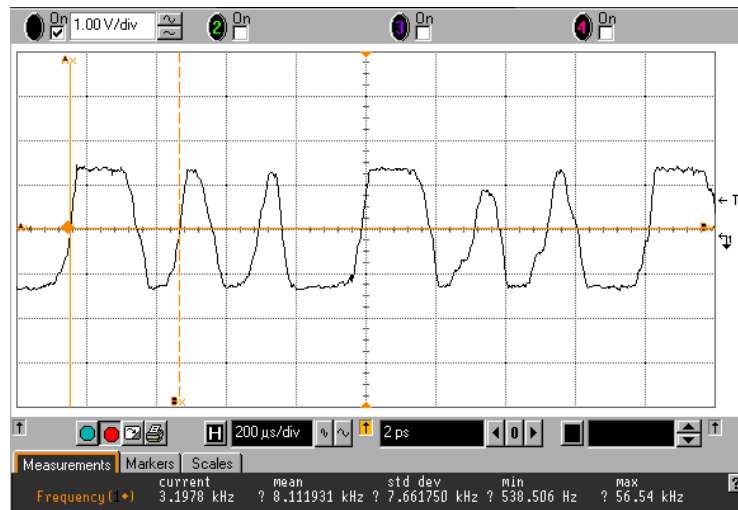 On 1.00 V/div 2 On 3 On 4 On
A×
T
A B
1
B×
H 200 µs/div 2 ps 0
Measurements Markers Scales
current mean std dev min max
Frequency(1) 3.1978 kHz ? 8.111931 kHz ? 7.661750 kHz ? 538.506 Hz ? 56.54 kHz
?